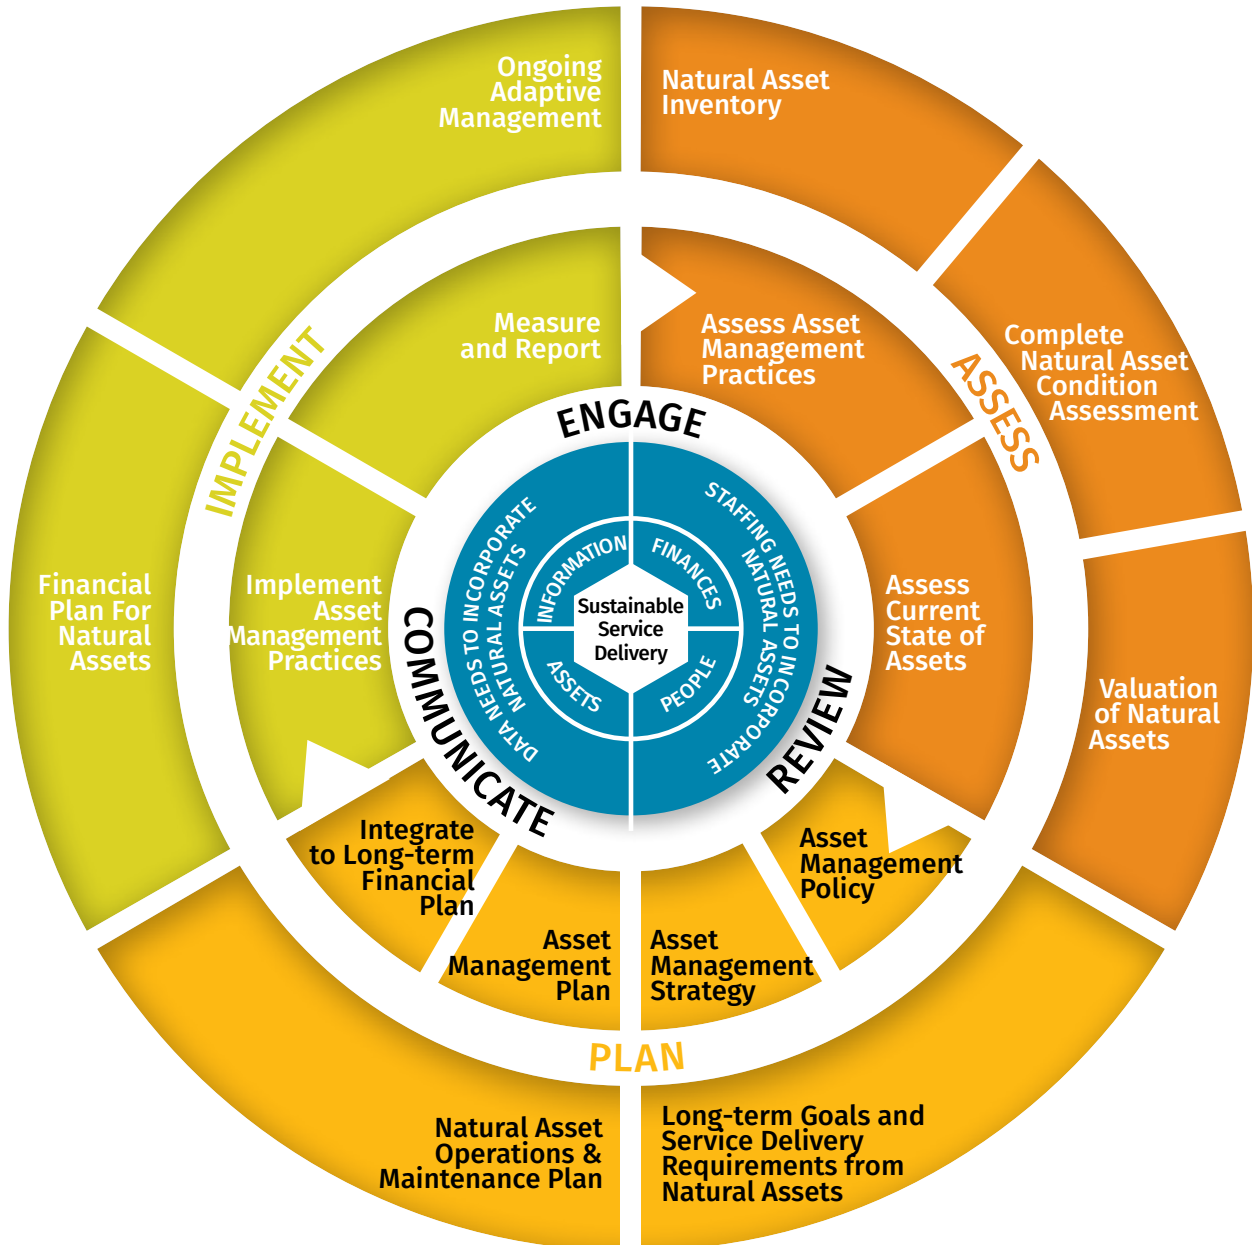 Ongoing
Adaptive
Management
Natural Asset
Inventory
Complete
Natural Asset
Condition
Assessment
Valuation
of Natural
Assets
Long-term Goals and
Service Delivery
Requirements from
Natural Assets
Natural Asset
Operations &
Maintenance Plan
Financial
Plan For
Natural
Assets
IMPLEMENT
ASSESS
PLAN
Measure
and Report
Assess Asset
Management
Practices
Assess
Current
State of
Assets
Asset
Management
Policy
Asset
Management
Strategy
Asset
Management
Plan
Integrate
to Long-term
Financial
Plan
Implement
Asset
Management
Practices
ENGAGE
REVIEW
COMMUNICATE
DATA NEEDS TO INCORPORATE
NATURAL ASSETS
STAFFING NEEDS TO INCORPORATE
NATURAL ASSETS
INFORMATION
FINANCES
ASSETS
PEOPLE
Sustainable
Service
Delivery